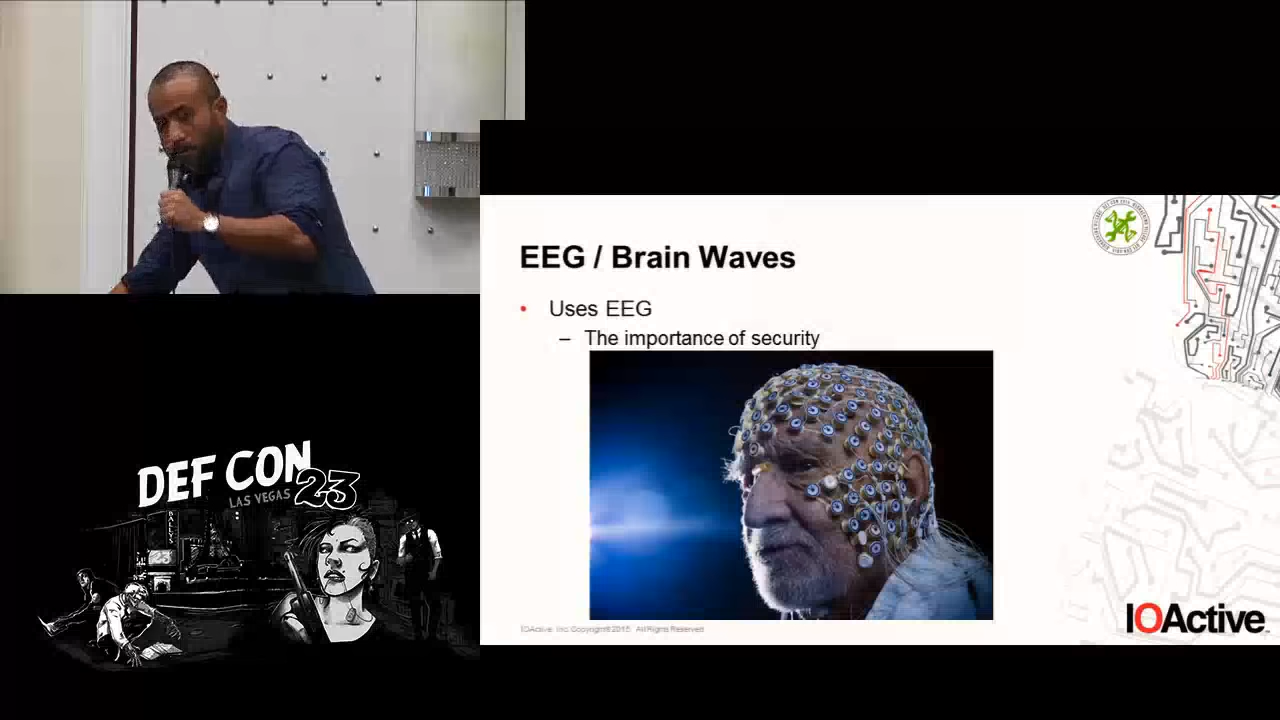 EEG / Brain Waves
• Uses EEG
– The importance of security
DEF CON
LAS VEGAS 23
BALLYS
IOActive, Inc. Copyright ©2015. All Rights Reserved.
IOActive